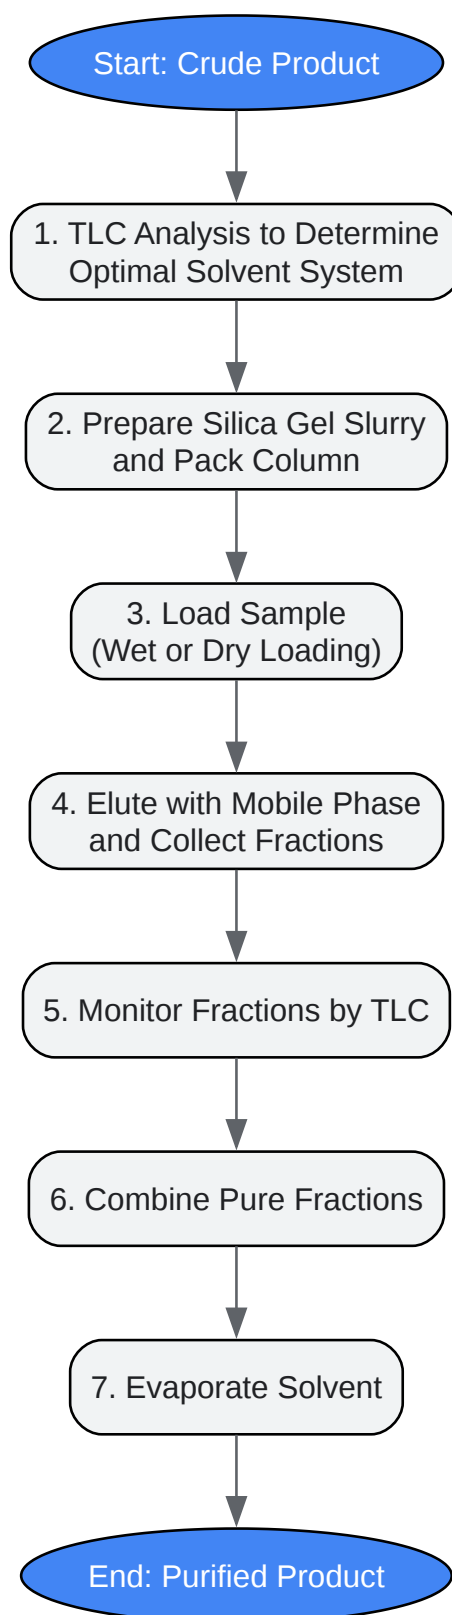 Start: Crude Product
1. TLC Analysis to Determine
Optimal Solvent System
2. Prepare Silica Gel Slurry
and Pack Column
3. Load Sample
(Wet or Dry Loading)
4. Elute with Mobile Phase
and Collect Fractions
5. Monitor Fractions by TLC
6. Combine Pure Fractions
7. Evaporate Solvent
End: Purified Product